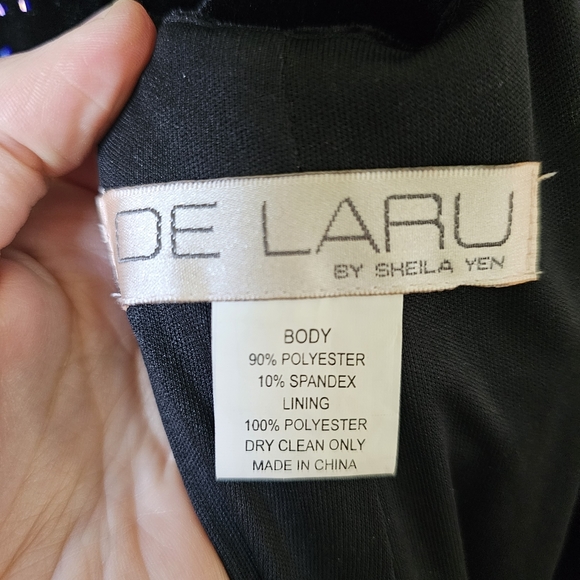 DE LARU
BY SHEILA YEN
BODY
90% POLYESTER
10% SPANDEX
LINING
100% POLYESTER
DRY CLEAN ONLY
MADE IN CHINA